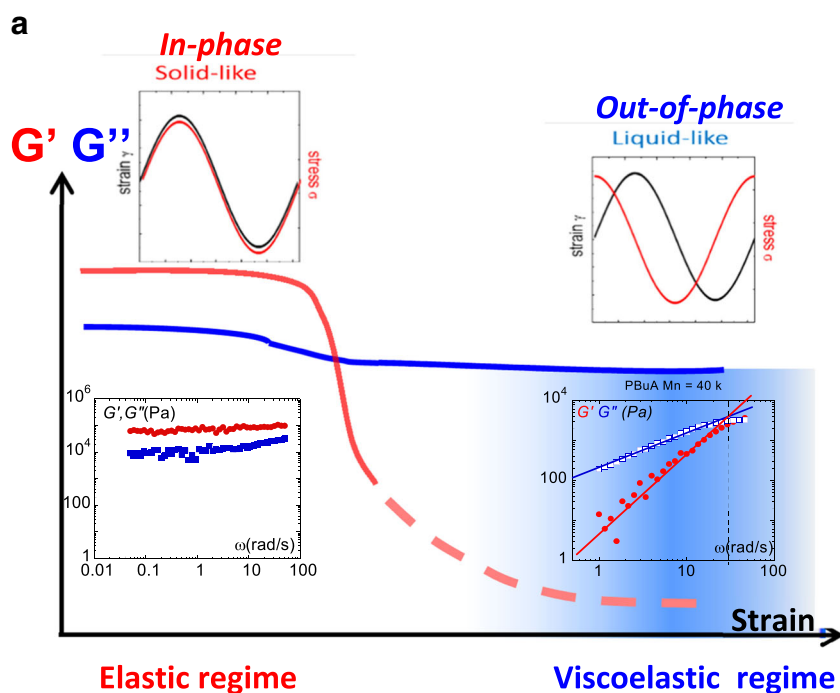 a
In-phase
Solid-like
strain γ
stress σ
Out-of-phase
Liquid-like
strain γ
stress σ
G’ G’’
10⁶
10⁴
100
1
G’,G’’(Pa)
ω(rad/s)
0.01 0.1 1 10 100
PBuA Mn = 40 k
10⁴
100
1
G’ G’’ (Pa)
ω(rad/s)
1 10 100
Strain
Elastic regime
Viscoelastic regime